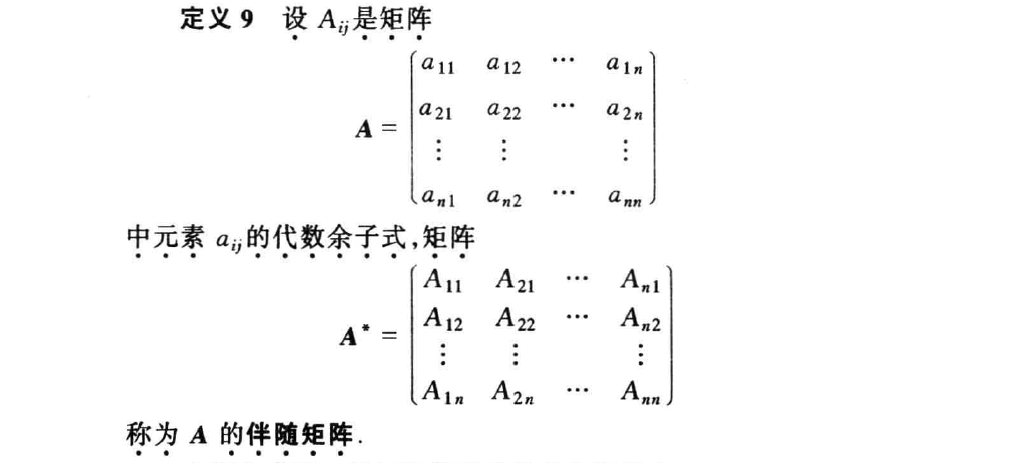 定义 9 设 A_{ij}是矩阵
A = \begin{pmatrix} a_{11} & a_{12} & \cdots & a_{1n} \\ a_{21} & a_{22} & \cdots & a_{2n} \\ \vdots & \vdots & & \vdots \\ a_{n1} & a_{n2} & \cdots & a_{nn} \end{pmatrix}
中元素 a_{ij}的代数余子式,矩阵
A^* = \begin{pmatrix} A_{11} & A_{21} & \cdots & A_{n1} \\ A_{12} & A_{22} & \cdots & A_{n2} \\ \vdots & \vdots & & \vdots \\ A_{1n} & A_{2n} & \cdots & A_{nn} \end{pmatrix}
称为 A 的伴随矩阵.